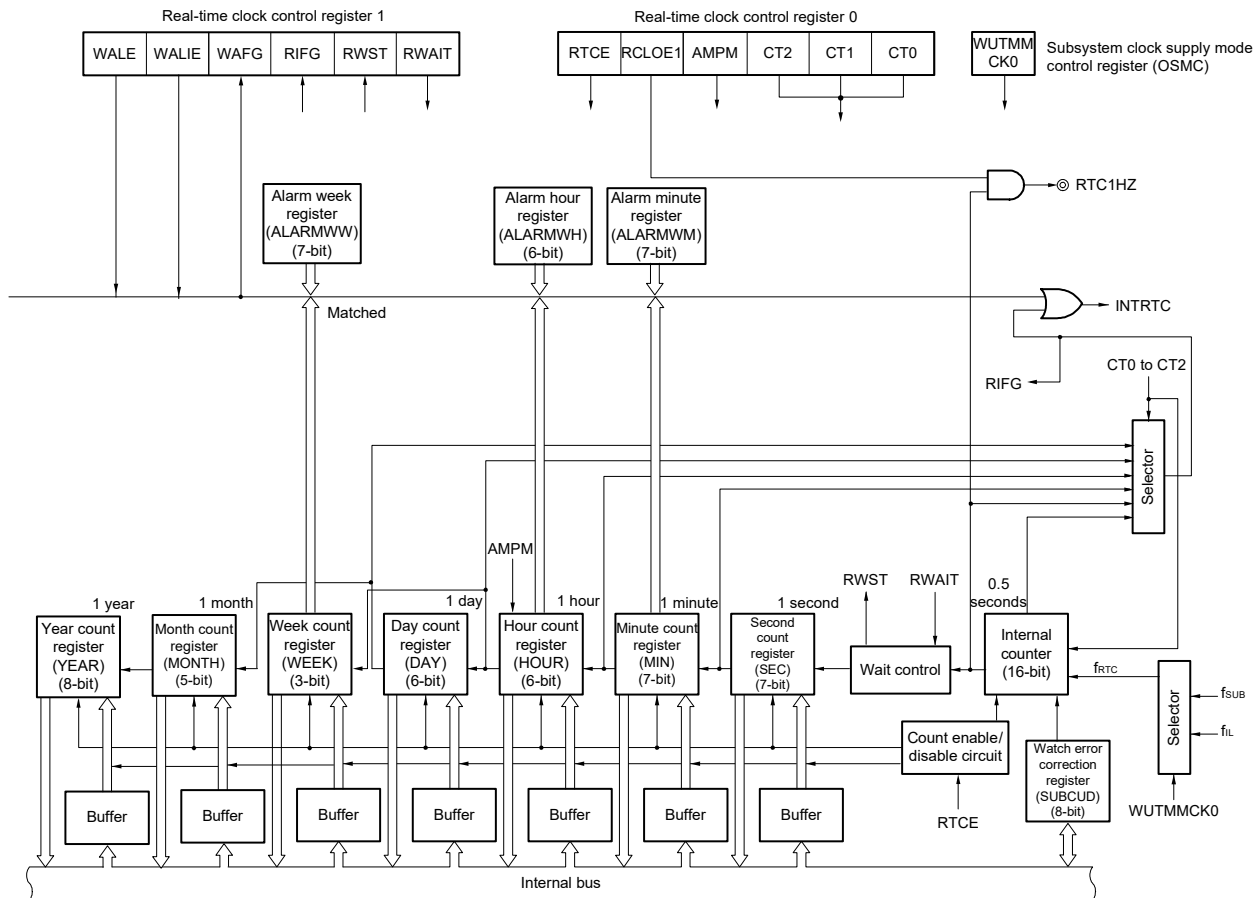 Real-time clock control register 1
Real-time clock control register 0
WALE
WALIE
WAFG
RIFG
RWST
RWAIT
RTCE
RCLOE1
AMPM
CT2
CT1
CT0
WUTMM
CK0
Subsystem clock supply mode
control register (OSMC)
RTC1HZ
Alarm week
register
(ALARMWW)
(7-bit)
Alarm hour
register
(ALARMWH)
(6-bit)
Alarm minute
register
(ALARMWM)
(7-bit)
Matched
INTRTC
RIFG
CT0 to CT2
Selector
AMPM
RWST
RWAIT
0.5
seconds
1 year
1 month
1 day
1 hour
1 minute
1 second
Year count
register
(YEAR)
(8-bit)
Month count
register
(MONTH)
(5-bit)
Week count
register
(WEEK)
(3-bit)
Day count
register
(DAY)
(6-bit)
Hour count
register
(HOUR)
(6-bit)
Minute count
register
(MIN)
(7-bit)
Second
count
register
(SEC)
(7-bit)
Wait control
Internal
counter
(16-bit)
fRTC
Selector
fSUB
fIL
WUTMMCK0
Count enable/
disable circuit
RTCE
Watch error
correction
register
(SUBCUD)
(8-bit)
Buffer
Buffer
Buffer
Buffer
Buffer
Buffer
Buffer
Internal bus